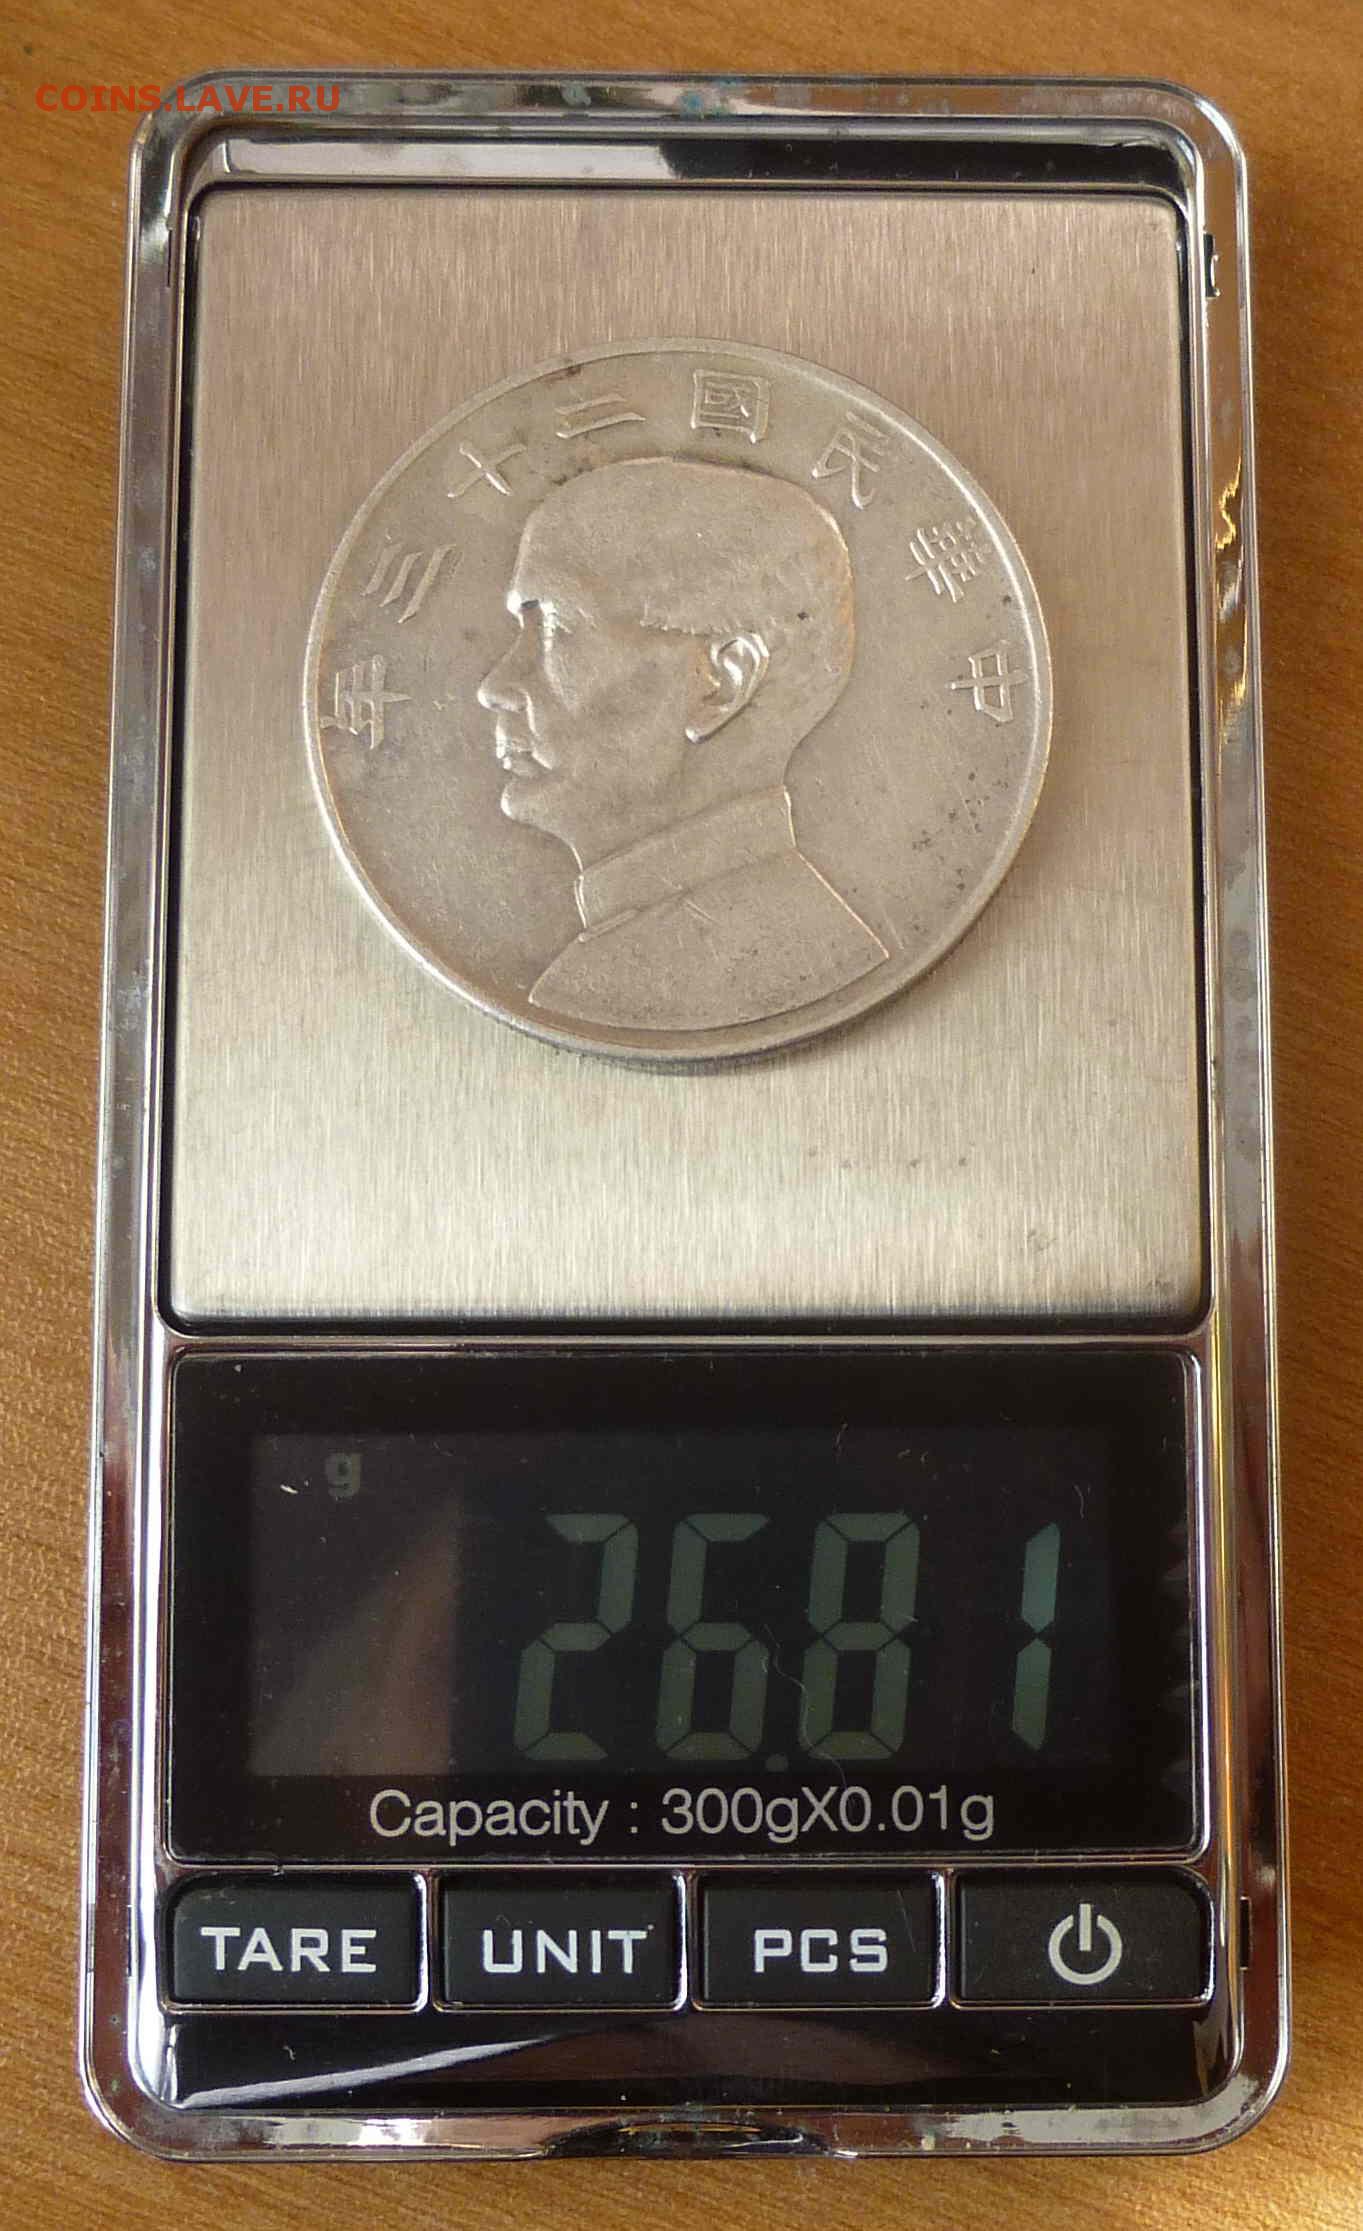 COINS.LAVE.RU
年三十二國民華中
g
26.81
Capacity : 300gX0.01g
TARE UNIT PCS